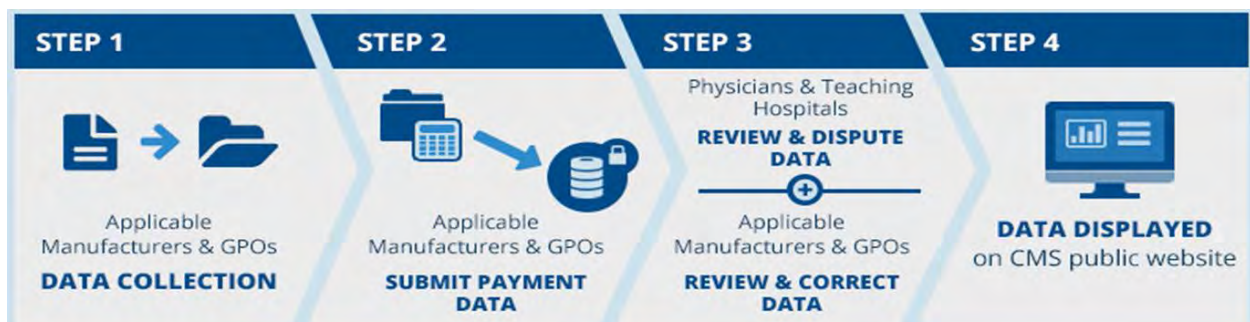 STEP 1
Applicable
Manufacturers & GPOs
DATA COLLECTION
STEP 2
Applicable
Manufacturers & GPOs
SUBMIT PAYMENT
DATA
STEP 3
Physicians & Teaching
Hospitals
REVIEW & DISPUTE
DATA
Applicable
Manufacturers & GPOs
REVIEW & CORRECT
DATA
STEP 4
DATA DISPLAYED
on CMS public website